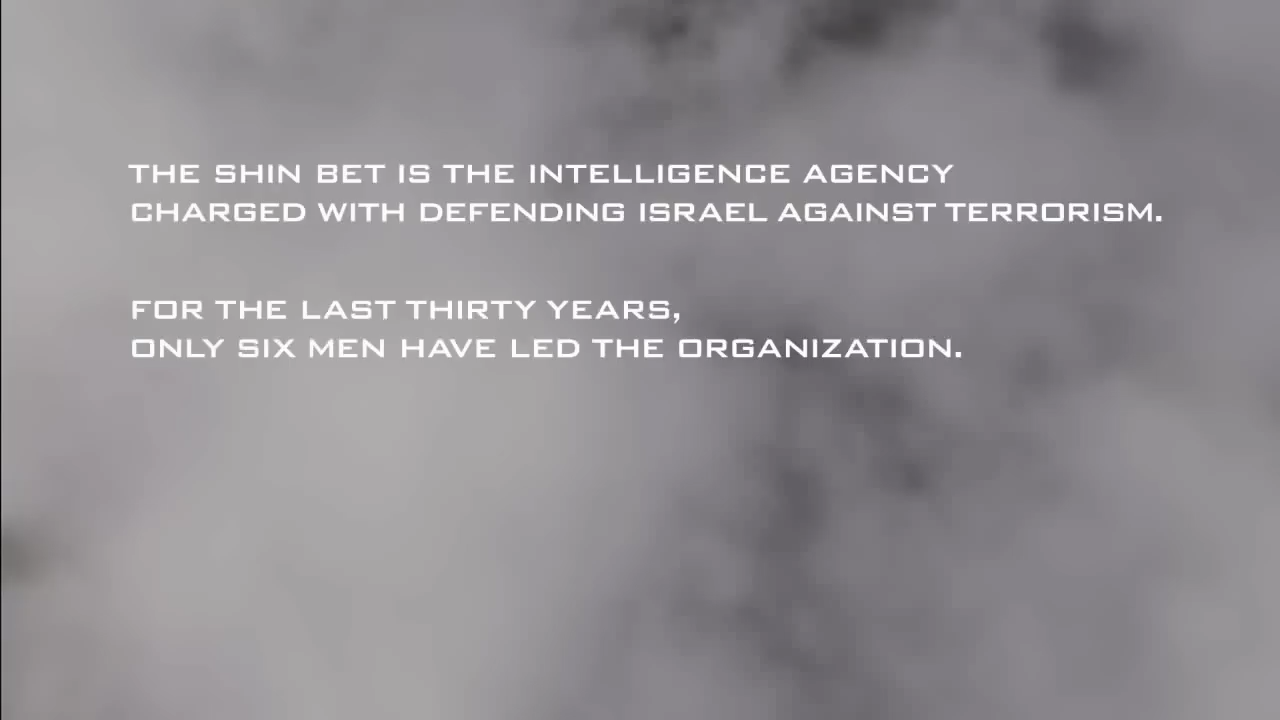 THE SHIN BET IS THE INTELLIGENCE AGENCY
CHARGED WITH DEFENDING ISRAEL AGAINST TERRORISM.
FOR THE LAST THIRTY YEARS,
ONLY SIX MEN HAVE LED THE ORGANIZATION.